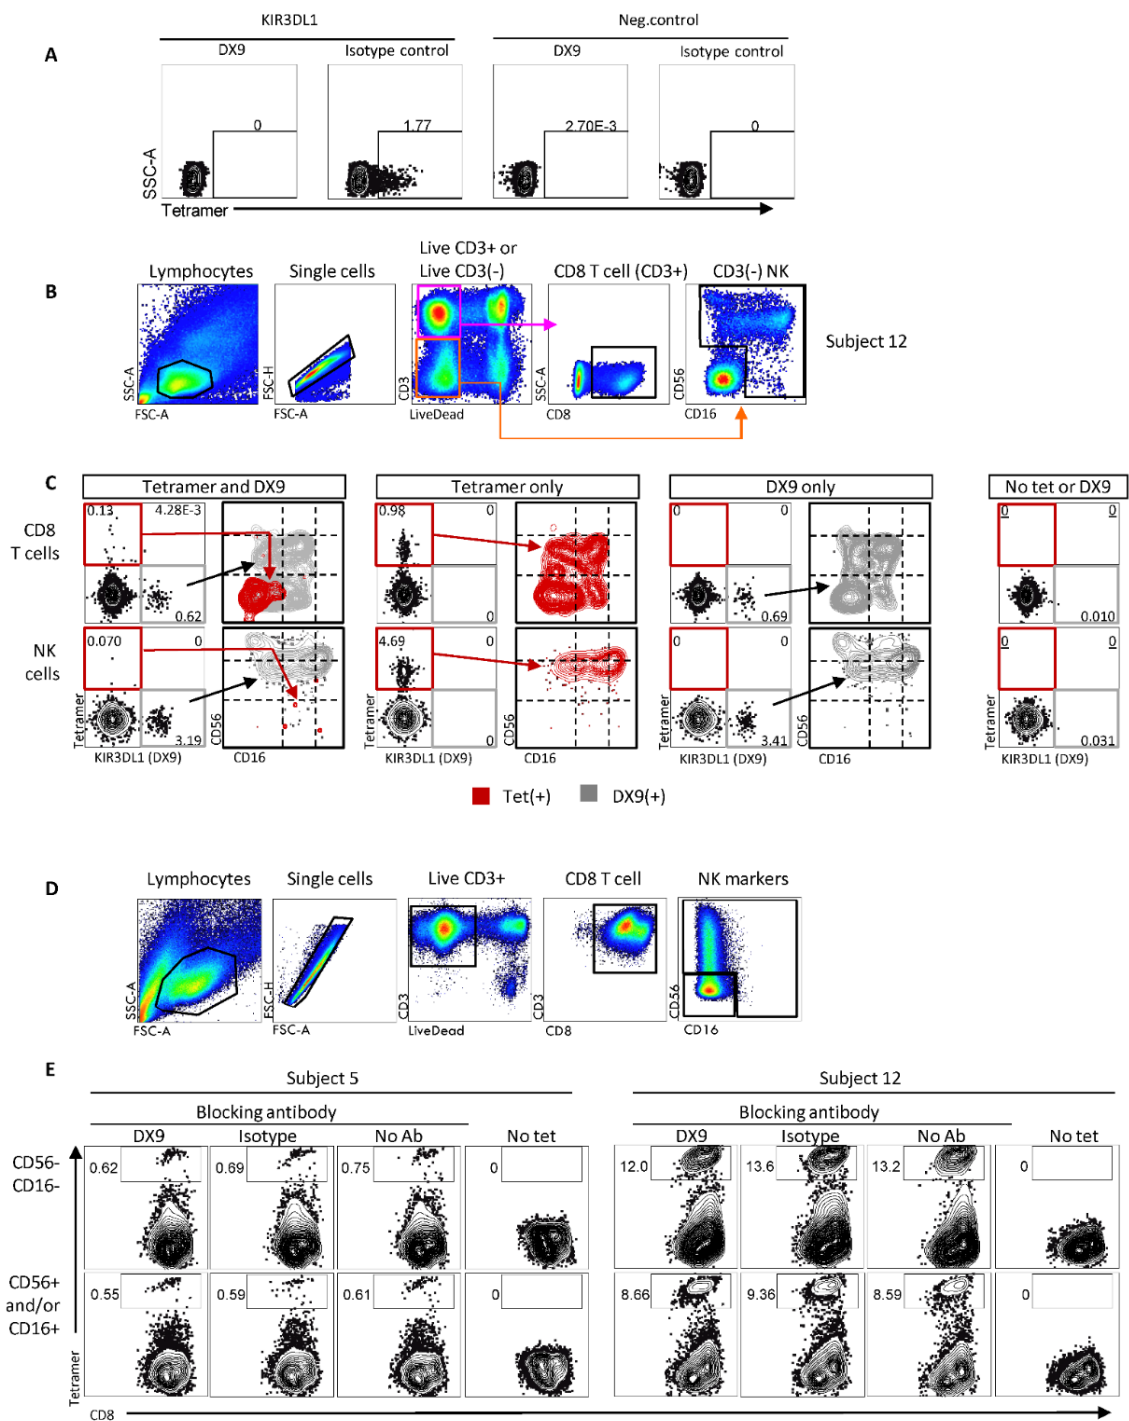 KIR3DL1 Neg.control
A DX9 Isotype control DX9 Isotype control
0 1.77 2.70E-3 0
SSC-A
Tetramer
B Lymphocytes Single cells Live CD3+ or Live CD3(-) CD8 T cell (CD3+) CD3(-) NK
Subject 12
SSC-A FSC-H CD3 SSC-A CD56
FSC-A FSC-A LiveDead CD8 CD16
C Tetramer and DX9 Tetramer only DX9 only No tet or DX9
CD8 T cells
0.13 4.28E-3 0.98 0 0 0 0 0
0.62 0 0.69 0.010
NK cells
0.070 0 4.69 0 0 0 0 0
3.19 0 3.41 0.031
Tetramer CD56 Tetramer CD56 Tetramer CD56 Tetramer
KIR3DL1 (DX9) CD16 KIR3DL1 (DX9) CD16 KIR3DL1 (DX9) CD16 KIR3DL1 (DX9)
Tet(+) DX9(+)
D Lymphocytes Single cells Live CD3+ CD8 T cell NK markers
SSC-A FSC-H CD3 CD3 CD56
FSC-A FSC-A LiveDead CD8 CD16
E Subject 5 Subject 12
Blocking antibody Blocking antibody
DX9 Isotype No Ab No tet DX9 Isotype No Ab No tet
CD56-
CD16-
0.62 0.69 0.75 0 12.0 13.6 13.2 0
CD56+
and/or
CD16+
0.55 0.59 0.61 0 8.66 9.36 8.59 0
Tetramer
CD8